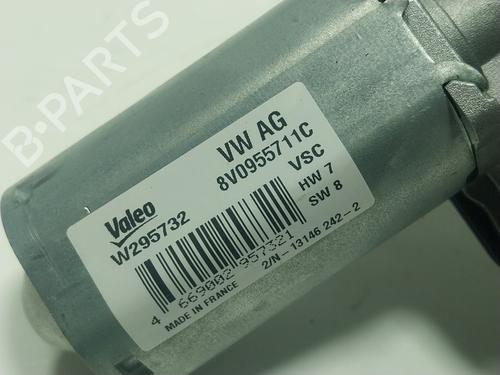 B-PARTS
VW AG
8V0955711C
Valeo
VSC
W295732
HW 7
SW 8
4 669002 957321
2/N - 13146 242-2
MADE IN FRANCE